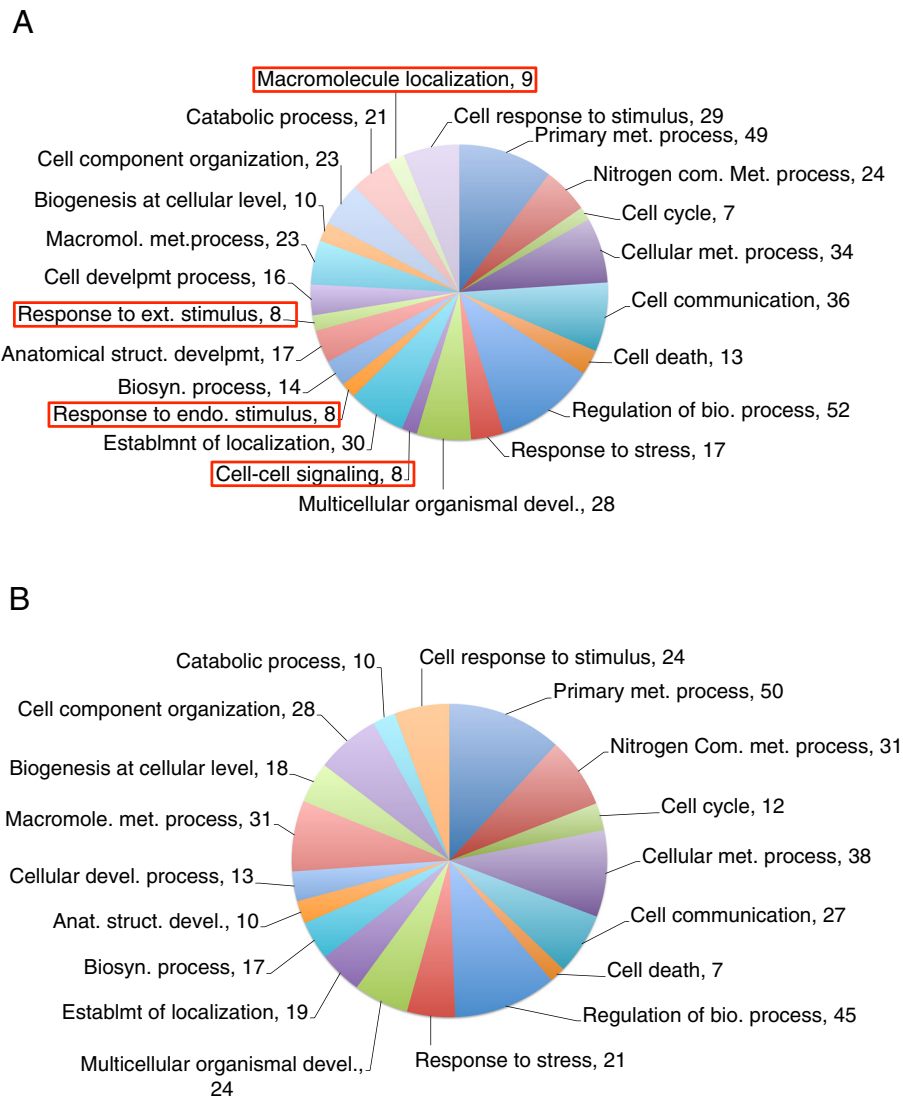 A
Macromolecule localization, 9
Catabolic process, 21
Cell response to stimulus, 29
Primary met. process, 49
Cell component organization, 23
Nitrogen com. Met. process, 24
Biogenesis at cellular level, 10
Cell cycle, 7
Macromol. met.process, 23
Cellular met. process, 34
Cell develpmt process, 16
Cell communication, 36
Response to ext. stimulus, 8
Anatomical struct. develpmt, 17
Cell death, 13
Biosyn. process, 14
Response to endo. stimulus, 8
Regulation of bio. process, 52
Establmnt of localization, 30
Response to stress, 17
Cell-cell signaling, 8
Multicellular organismal devel., 28
B
Catabolic process, 10
Cell response to stimulus, 24
Primary met. process, 50
Cell component organization, 28
Nitrogen Com. met. process, 31
Biogenesis at cellular level, 18
Cell cycle, 12
Macromole. met. process, 31
Cellular met. process, 38
Cellular devel. process, 13
Cell communication, 27
Anat. struct. devel., 10
Biosyn. process, 17
Cell death, 7
Establmt of localization, 19
Regulation of bio. process, 45
Multicellular organismal devel.,
24
Response to stress, 21